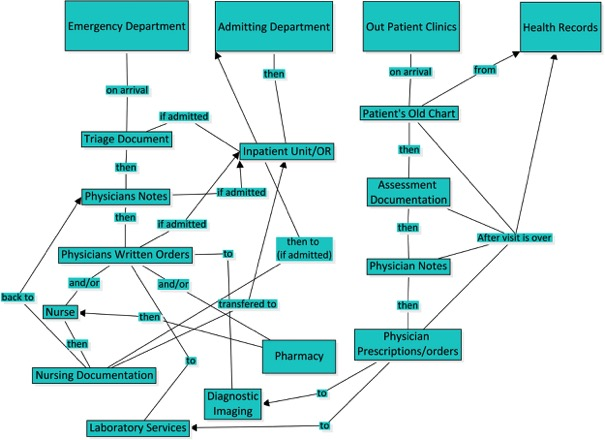 Emergency Department
Admitting Department
Out Patient Clinics
Health Records
then
on arrival
from
on arrival
if admitted
Patient's Old Chart
Triage Document
Inpatient Unit/OR
then
then
Physicians Notes
if admitted
Assessment
Documentation
then
if admitted
then
After visit is over
Physicians Written Orders
to
then to
(if admitted)
Physician Notes
and/or
and/or
back to
transfered to
then
Nurse
then
then
Physician
Prescriptions/orders
Pharmacy
to
Nursing Documentation
Diagnostic
Imaging
to
Laboratory Services
to